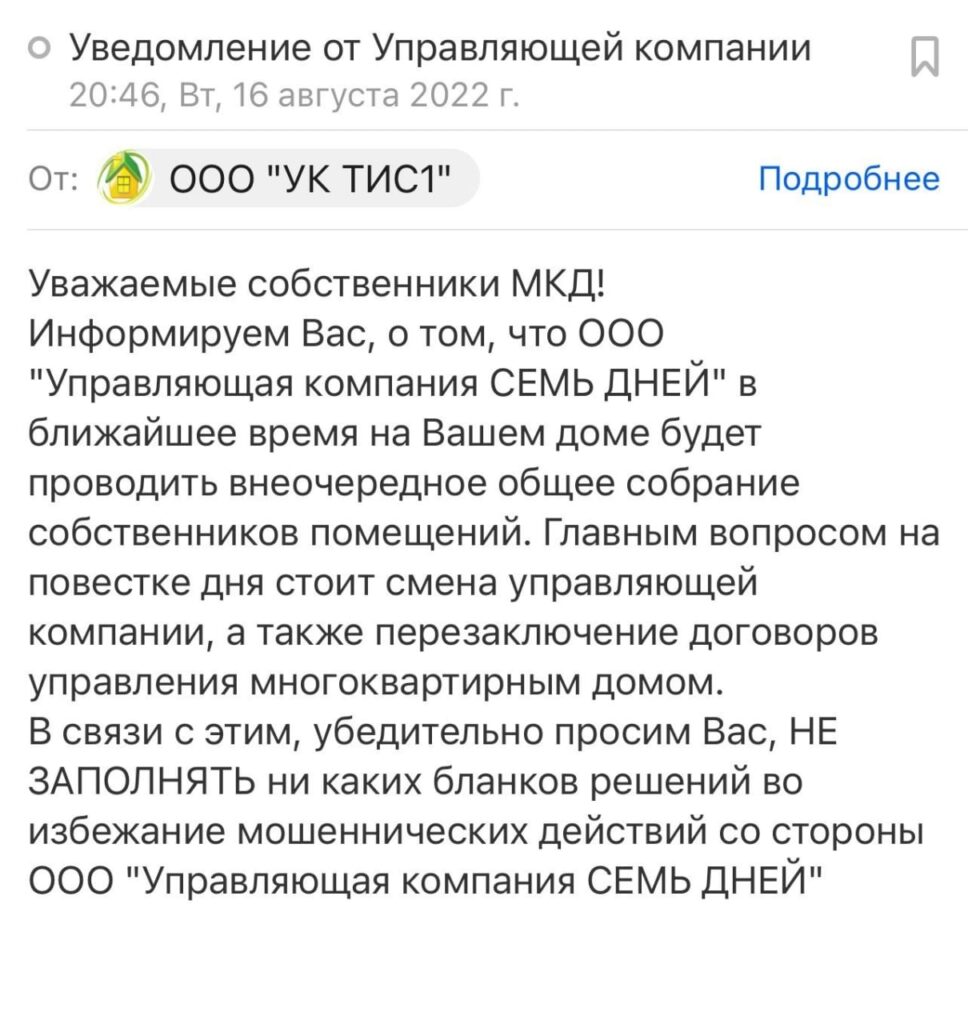 Уведомление от Управляющей компании
20:46, Вт, 16 августа 2022 г.
От: ООО "УК ТИС1" Подробнее
Уважаемые собственники МКД!
Информируем Вас, о том, что ООО
"Управляющая компания СЕМЬ ДНЕЙ" в
ближайшее время на Вашем доме будет
проводить внеочередное общее собрание
собственников помещений. Главным вопросом на
повестке дня стоит смена управляющей
компании, а также перезаключение договоров
управления многоквартирным домом.
В связи с этим, убедительно просим Вас, НЕ
ЗАПОЛНЯТЬ ни каких бланков решений во
избежание мошеннических действий со стороны
ООО "Управляющая компания СЕМЬ ДНЕЙ"